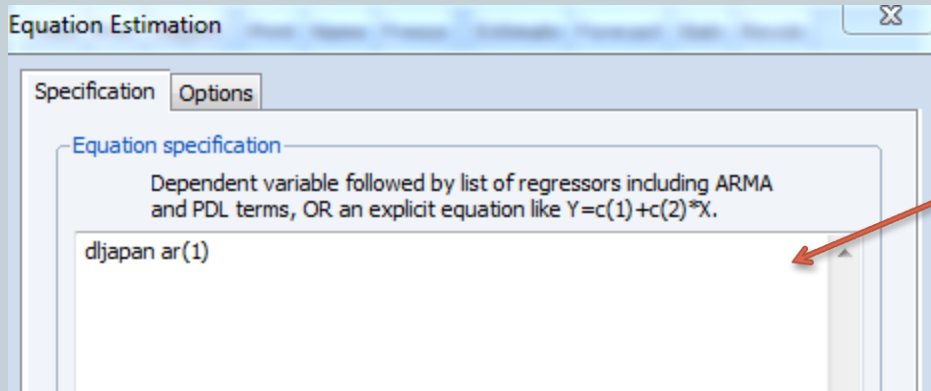 Equation Estimation
Specification Options
Equation specification
Dependent variable followed by list of regressors including ARMA
and PDL terms, OR an explicit equation like Y=c(1)+c(2)*X.
dljapan ar(1)